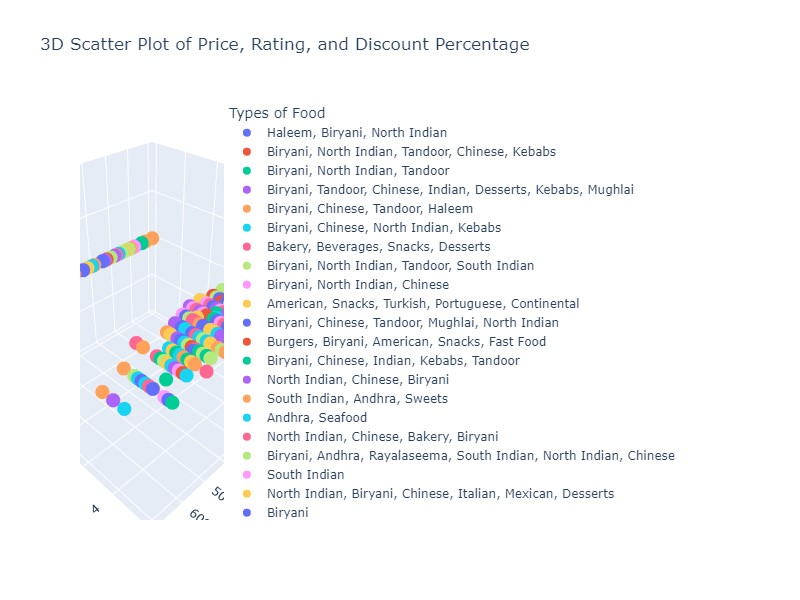 3D Scatter Plot of Price, Rating, and Discount Percentage
Types of Food
Haleem, Biryani, North Indian
Biryani, North Indian, Tandoor, Chinese, Kebabs
Biryani, North Indian, Tandoor
Biryani, Tandoor, Chinese, Indian, Desserts, Kebabs, Mughlai
Biryani, Chinese, Tandoor, Haleem
Biryani, Chinese, North Indian, Kebabs
Bakery, Beverages, Snacks, Desserts
Biryani, North Indian, Tandoor, South Indian
Biryani, North Indian, Chinese
American, Snacks, Turkish, Portuguese, Continental
Biryani, Chinese, Tandoor, Mughlai, North Indian
Burgers, Biryani, American, Snacks, Fast Food
Biryani, Chinese, Indian, Kebabs, Tandoor
North Indian, Chinese, Biryani
South Indian, Andhra, Sweets
Andhra, Seafood
North Indian, Chinese, Bakery, Biryani
Biryani, Andhra, Rayalaseema, South Indian, North Indian, Chinese
South Indian
North Indian, Biryani, Chinese, Italian, Mexican, Desserts
Biryani
4